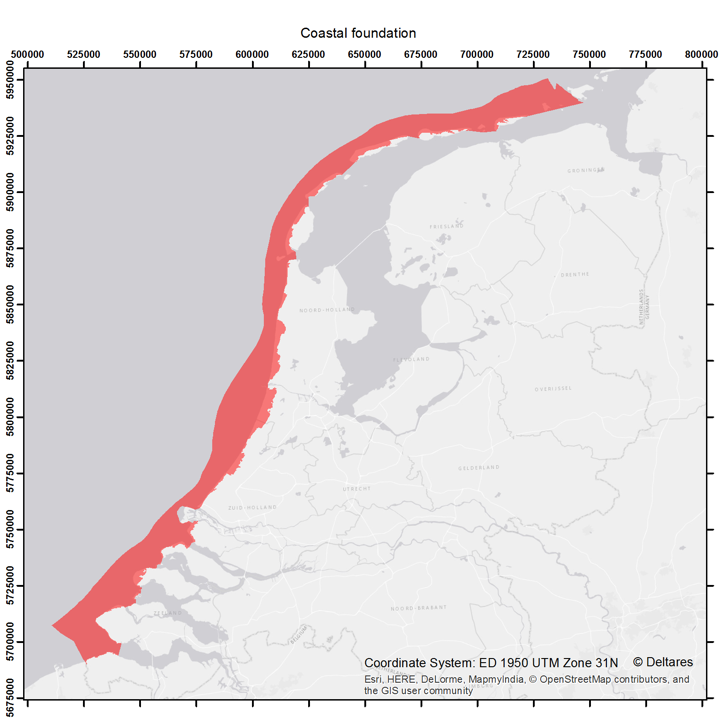 Coastal foundation
500000 525000 550000 575000 600000 625000 650000 675000 700000 725000 750000 775000 800000
5950000
5925000
5900000
5875000
5850000
5825000
5800000
5775000
5750000
5725000
5700000
5675000
GRONINGEN
FRIESLAND
DRENTHE
NETHERLANDS
GERMANY
NOORD-HOLLAND
FLEVOLAND
OVERIJSSEL
GELDERLAND
UTRECHT
ZUID-HOLLAND
ZEELAND
NOORD-BRABANT
BELGIUM
Coordinate System: ED 1950 UTM Zone 31N © Deltares
Esri, HERE, DeLorme, MapmyIndia, © OpenStreetMap contributors, and
the GIS user community